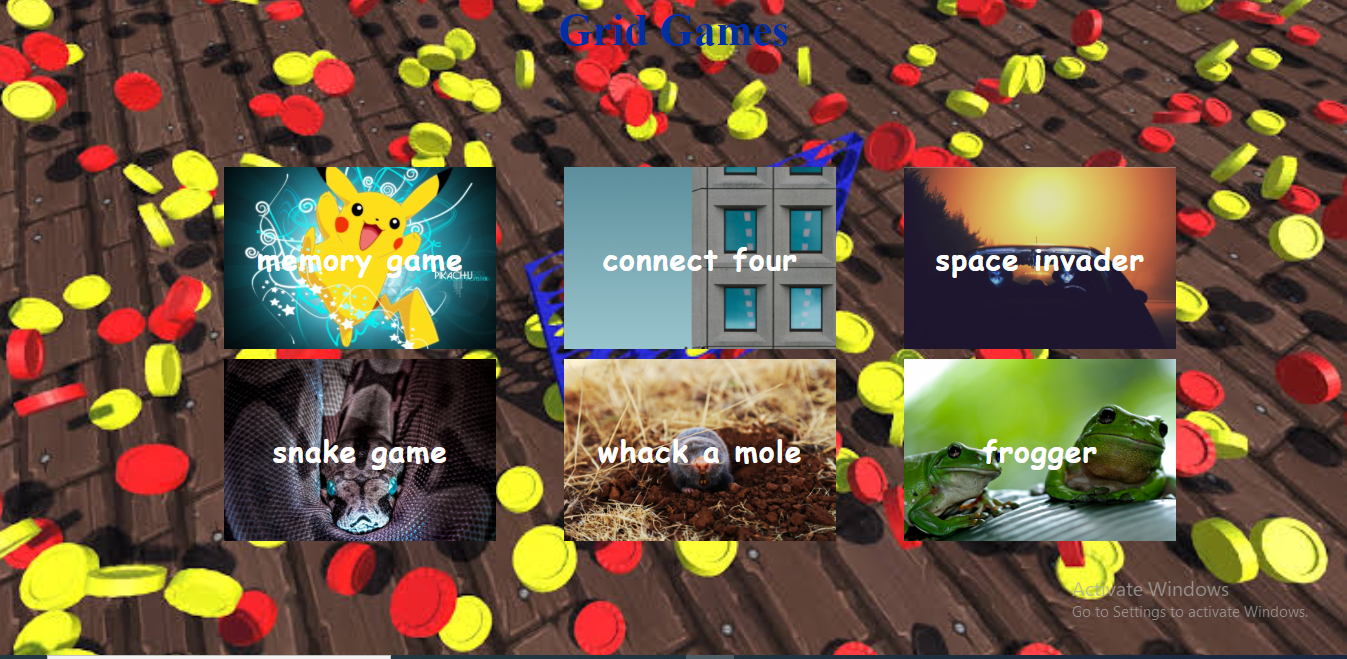 Grid Games
memory game
PIKACHU
connect four
space invader
snake game
whack a mole
frogger
Activate Windows
Go to Settings to activate Windows.